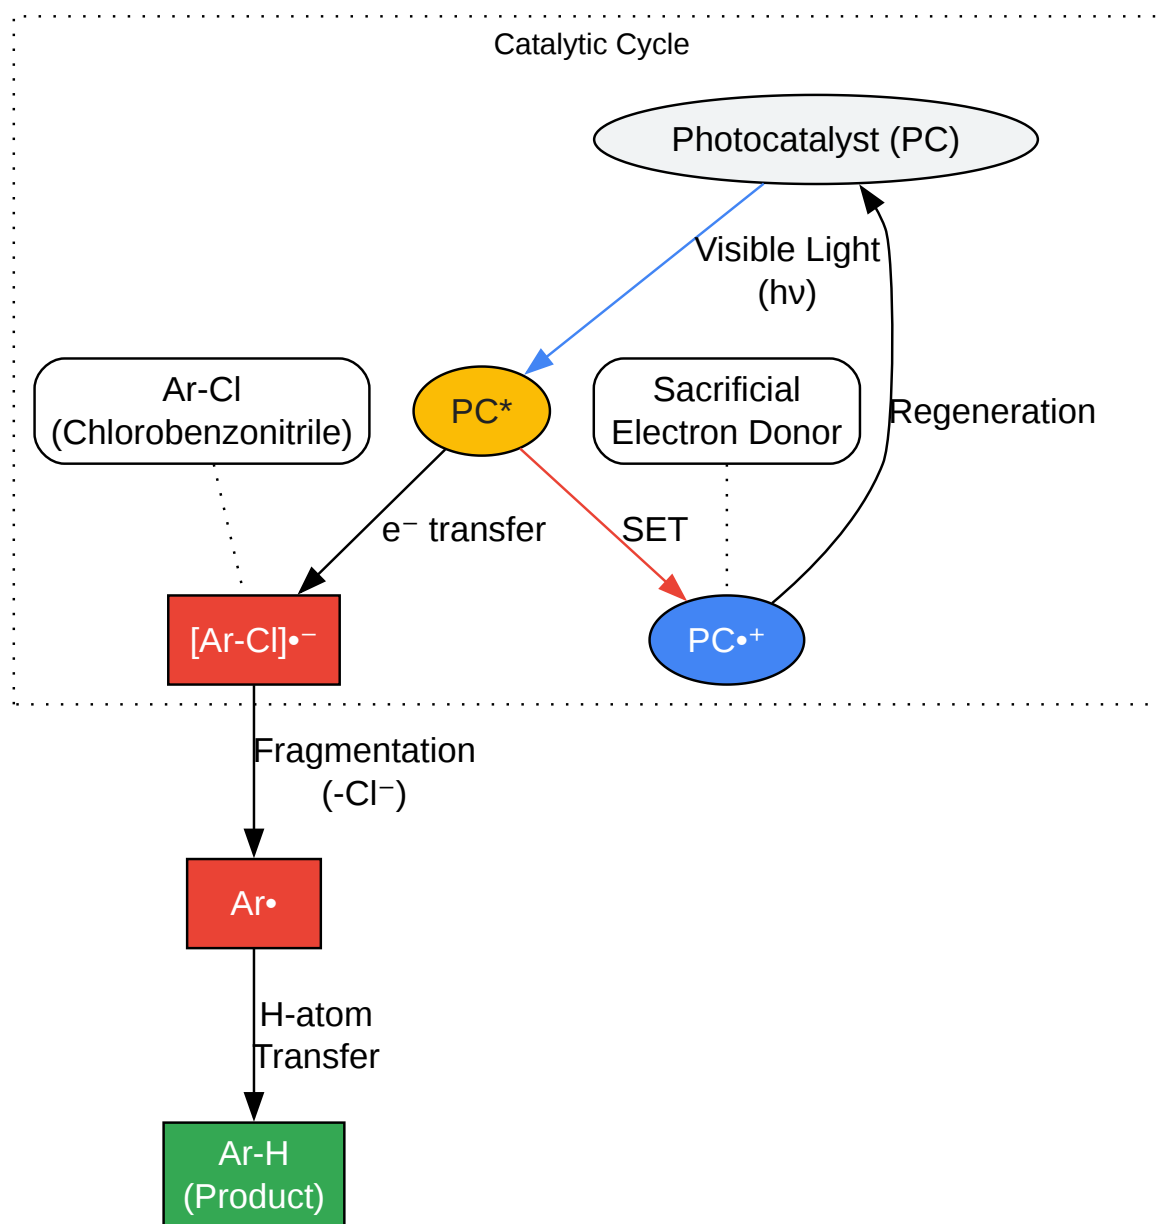 Catalytic Cycle
Photocatalyst (PC)
Visible Light
(hν)
Ar-Cl
(Chlorobenzonitrile)
PC*
Sacrificial
Electron Donor
Regeneration
e⁻ transfer
SET
[Ar-Cl]•⁻
PC•⁺
Fragmentation
(-Cl⁻)
Ar•
H-atom
Transfer
Ar-H
(Product)